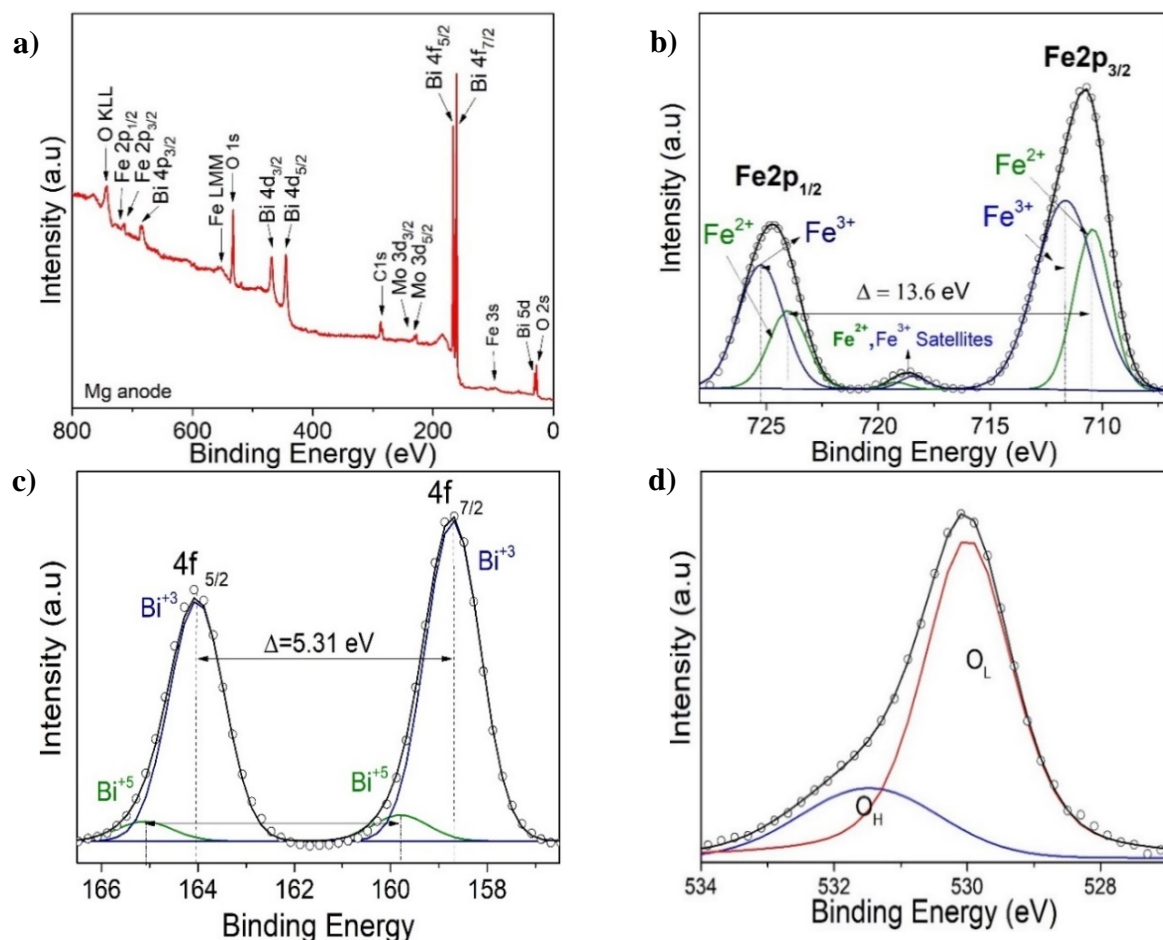 a)
Intensity (a.u)
O KLL
Fe 2p1/2
Fe 2p3/2
Bi 4p3/2
Fe LMM
O 1s
Bi 4d3/2
Bi 4d5/2
C1s
Mo 3d3/2
Mo 3d5/2
Bi 4f5/2
Bi 4f7/2
Fe 3s
Bi 5d
O 2s
Mg anode
800 600 400 200 0
Binding Energy (eV)
b)
Intensity (a.u)
Fe2p3/2
Fe2p1/2
Fe2+
Fe3+
Fe2+
Fe3+
Δ = 13.6 eV
Fe2+,Fe3+ Satellites
725 720 715 710
Binding Energy (eV)
c)
Intensity (a.u)
4f 7/2
Bi+3
4f 5/2
Bi+3
Δ=5.31 eV
Bi+5
Bi+5
166 164 162 160 158
Binding Energy
d)
Intensity (a.u)
OL
OH
534 532 530 528
Binding Energy (eV)